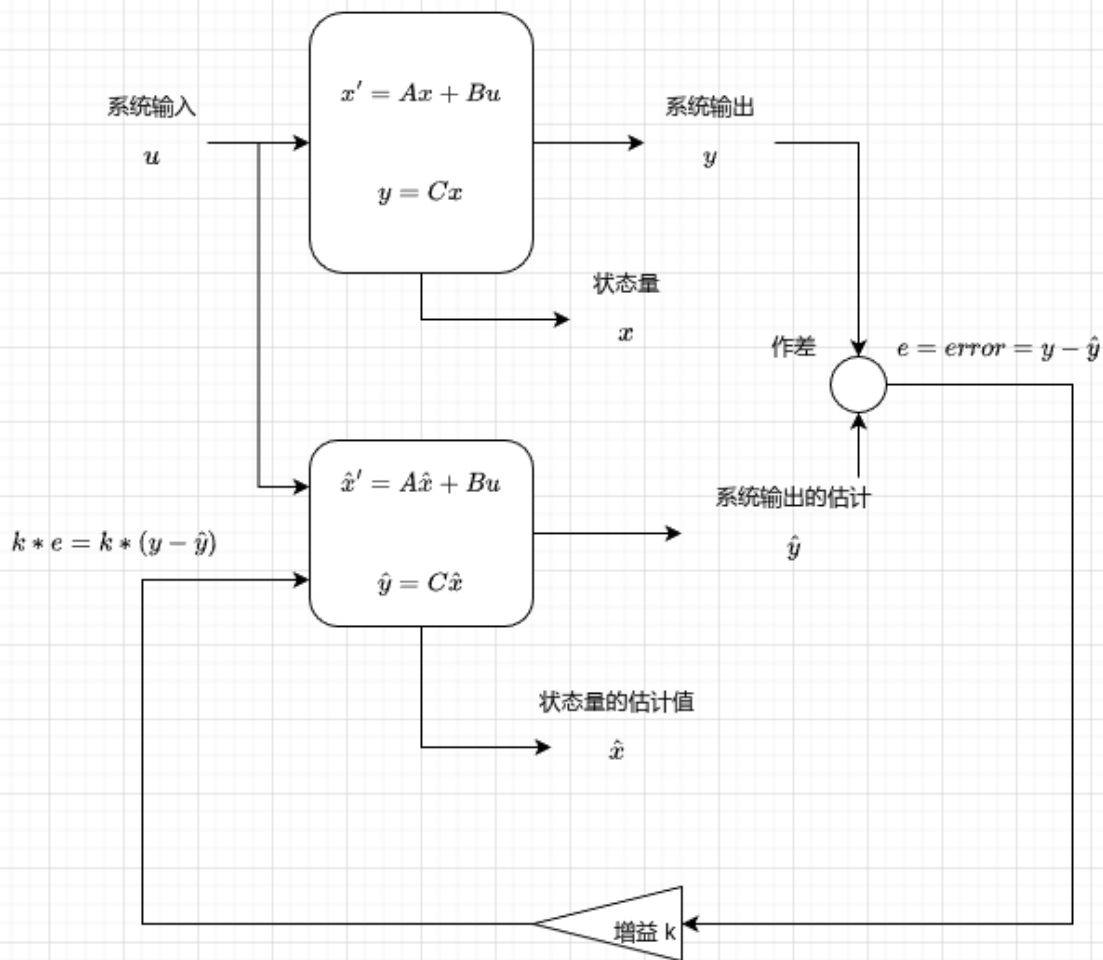 x′ = Ax + Bu
系统输入
系统输出
u
y
y = Cx
状态量
x
作差
e = error = y − ŷ
x̂′ = Ax̂ + Bu
系统输出的估计
k ∗ e = k ∗ (y − ŷ)
ŷ
ŷ = Cx̂
状态量的估计值
x̂
增益 k